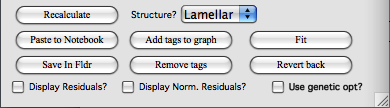 Recalculate Structure? Lamellar
Paste to Notebook Add tags to graph Fit
Save In Fldr Remove tags Revert back
Display Residuals? Display Norm. Residuals? Use genetic opt?